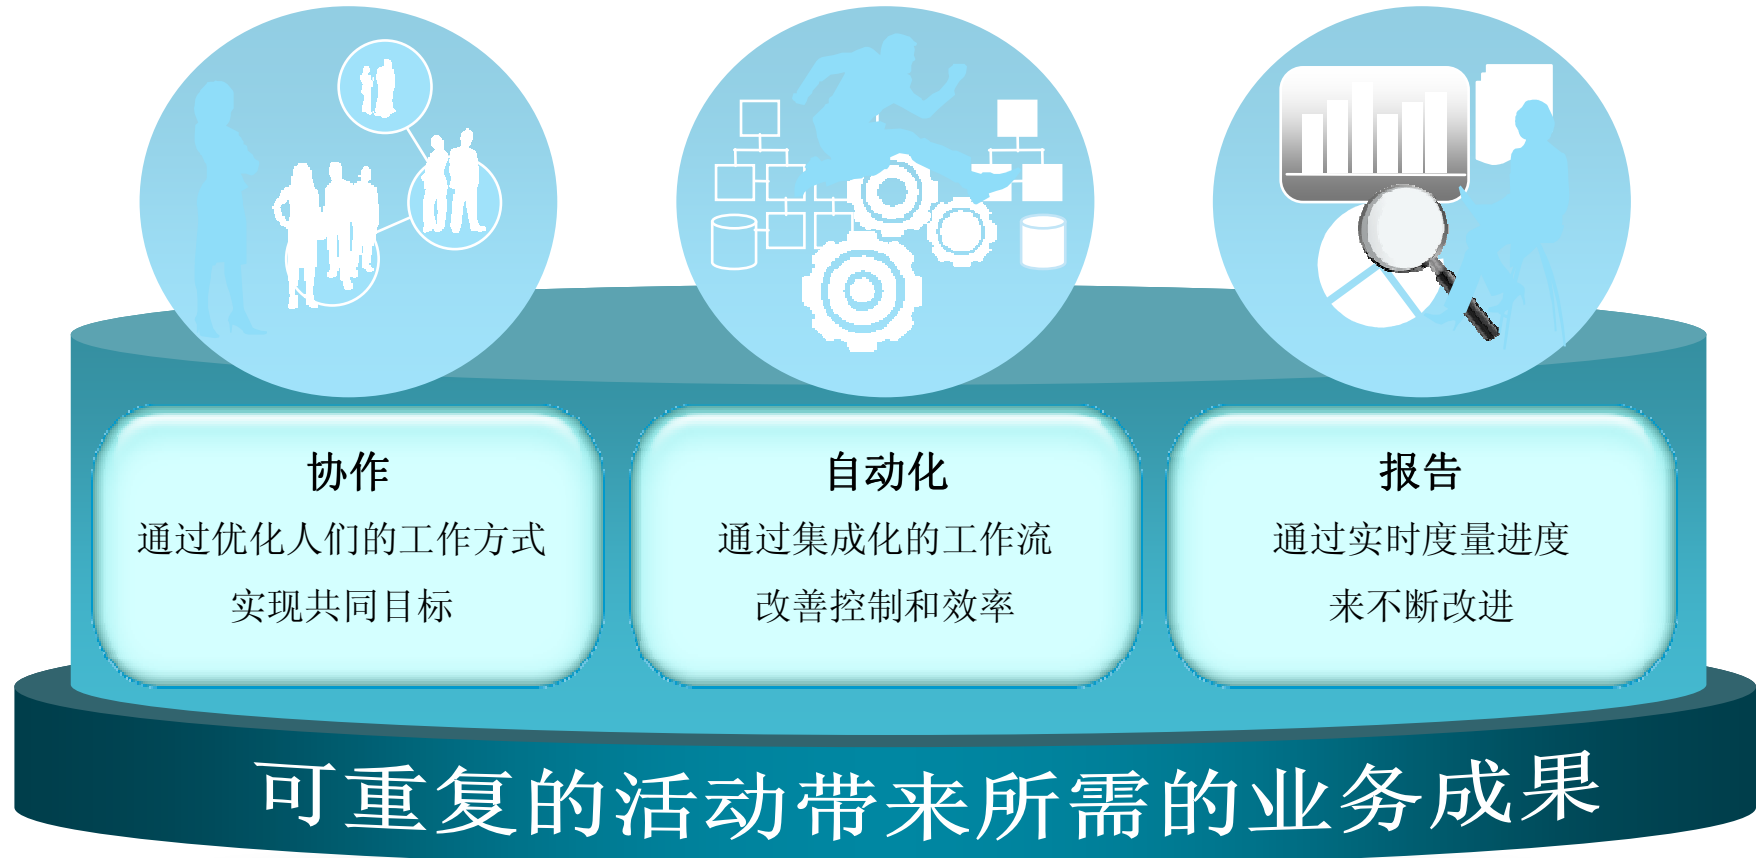 协作
通过优化人们的工作方式
实现共同目标
自动化
通过集成化的工作流
改善控制和效率
报告
通过实时度量进度
来不断改进
可重复的活动带来所需的业务成果